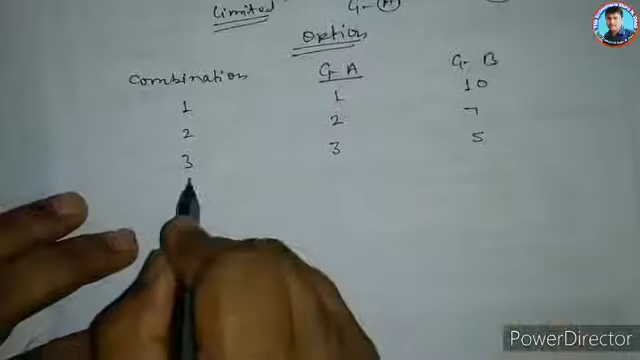 Limited G-(A)
Option
Combination G-A G-B
1 1 10
2 2 7
3 3 5
PowerDirector